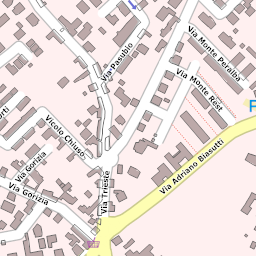 Via Pasubio
Via Monte Peralba
Via Monte Rest
P
Vicolo Chiuso
Via Gorizia
Via Gorizia
Via Trieste
Via Adriano Biasutti